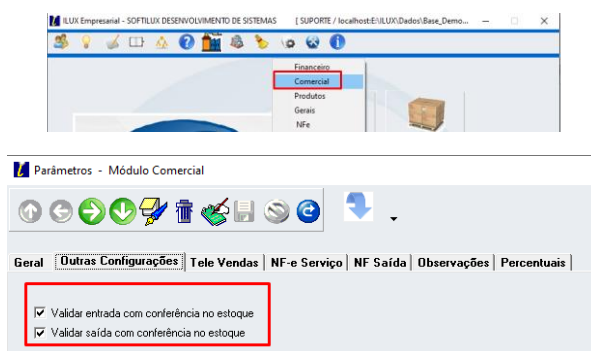 ILUX Empresarial - SOFTILUX DESENVOLVIMENTO DE SISTEMAS [ SUPORTE / localhost:E:\ILUX\Dados\Base_Demo...
Financeiro
Comercial
Produtos
Gerais
NFe
Parâmetros - Módulo Comercial
Geral Outras Configurações Tele Vendas NF-e Serviço NF Saída Observações Percentuais
Validar entrada com conferência no estoque
Validar saída com conferência no estoque